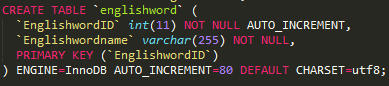 CREATE TABLE `englishword` (
`EnglishwordID` int(11) NOT NULL AUTO_INCREMENT,
`Englishwordname` varchar(255) NOT NULL,
PRIMARY KEY (`EnglishwordID`)
) ENGINE=InnoDB AUTO_INCREMENT=80 DEFAULT CHARSET=utf8;